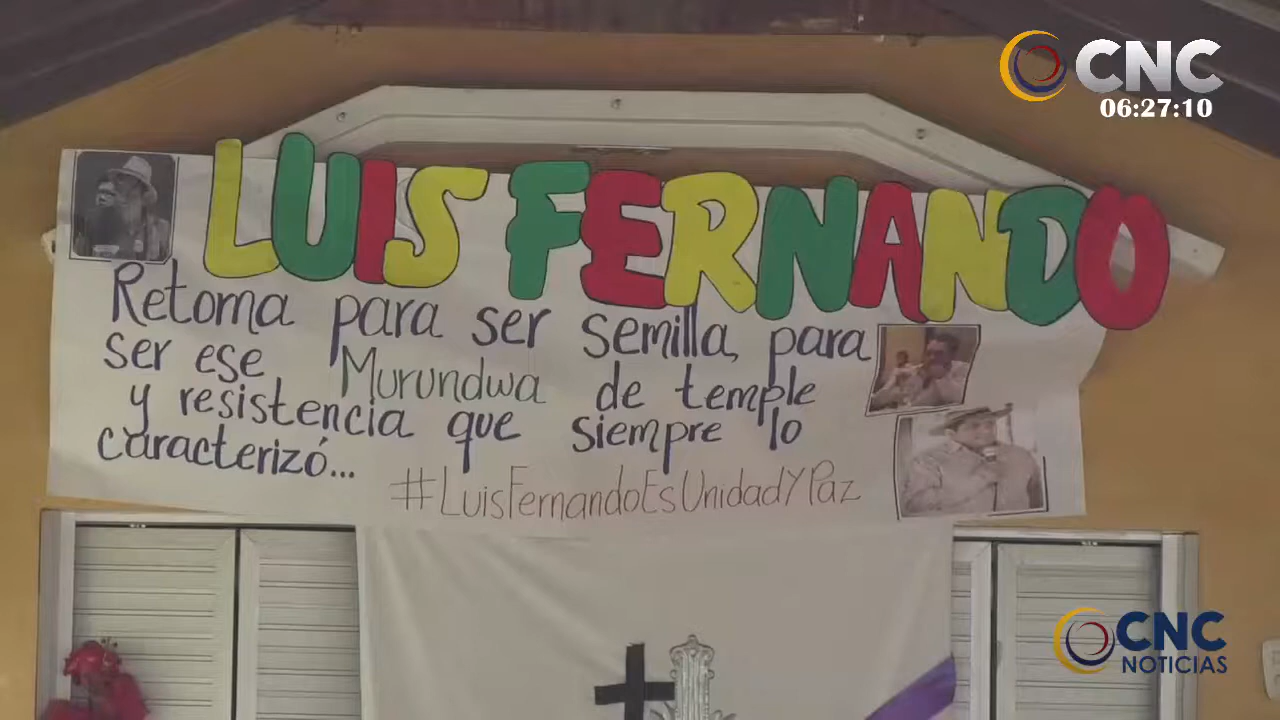 CNC
06:27:10
LUIS FERNANDO
Retoma para ser semilla, para
ser ese Murundwa de temple
y resistencia que siempre lo
caracterizó...
#LuisFernandoEsUnidadYPaz
CNC
NOTICIAS